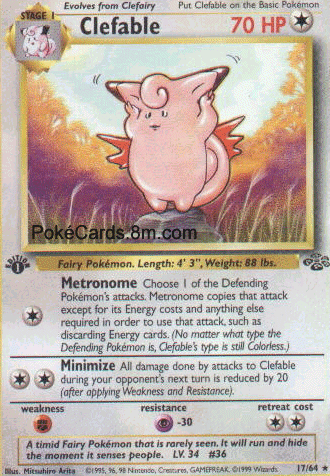 Evolves from Clefairy Put Clefable on the Basic Pokémon
STAGE 1
Clefable 70 HP
PokéCards.8m.com
EDITION
1
Fairy Pokémon. Length: 4' 3", Weight: 88 lbs.
Metronome Choose 1 of the Defending
Pokémon's attacks. Metronome copies that attack
except for its Energy costs and anything else
required in order to use that attack, such as
discarding Energy cards. (No matter what type the
Defending Pokémon is, Clefable's type is still Colorless.)
Minimize All damage done by attacks to Clefable
during your opponent's next turn is reduced by 20
(after applying Weakness and Resistance).
weakness resistance retreat cost
-30
A timid Fairy Pokémon that is rarely seen. It will run and hide
the moment it senses people. LV. 34 #36
Illus. Mitsuhiro Arita ©1995, 96, 98 Nintendo, Creatures, GAMEFREAK. ©1999 Wizards. 17/64 ★